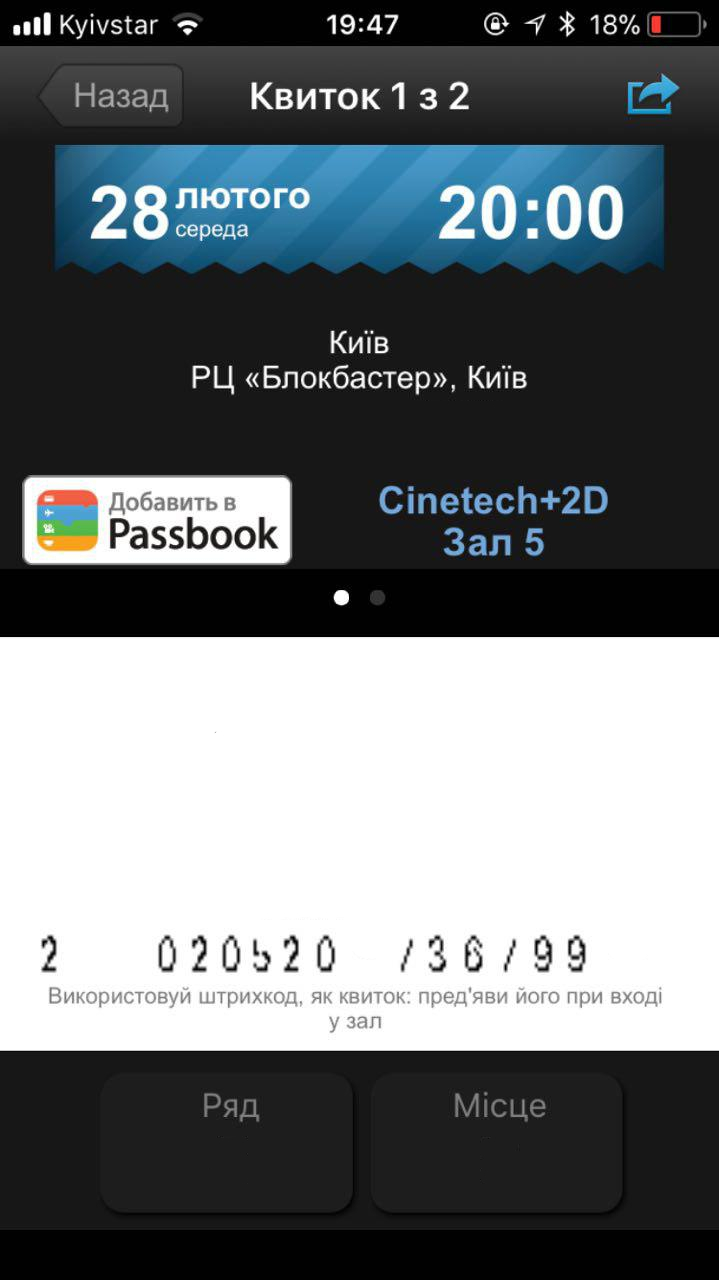 Kyivstar 19:47 18%
Назад Квиток 1 з 2
28 лютого 20:00
середа
Київ
РЦ «Блокбастер», Київ
Добавить в
Passbook
Cinetech+2D
Зал 5
2 020520 /36/99
Використовуй штрихкод, як квиток: пред'яви його при вході
у зал
Ряд Місце